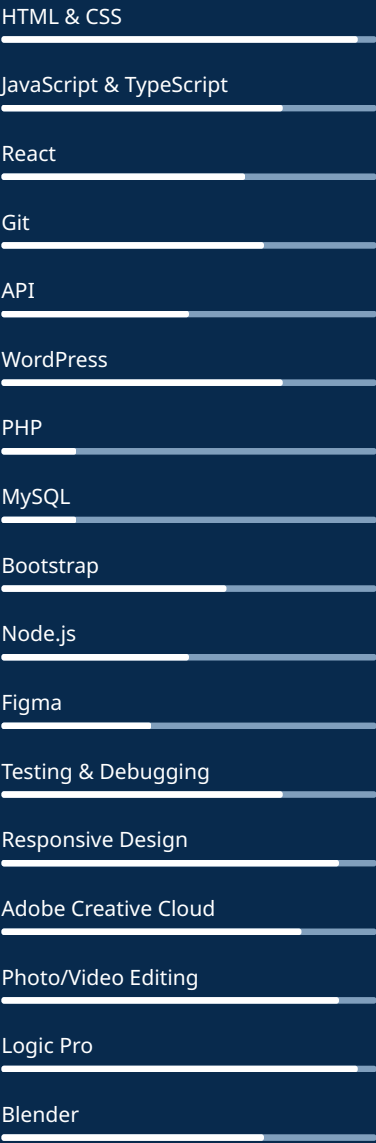 HTML & CSS
JavaScript & TypeScript
React
Git
API
WordPress
PHP
MySQL
Bootstrap
Node.js
Figma
Testing & Debugging
Responsive Design
Adobe Creative Cloud
Photo/Video Editing
Logic Pro
Blender